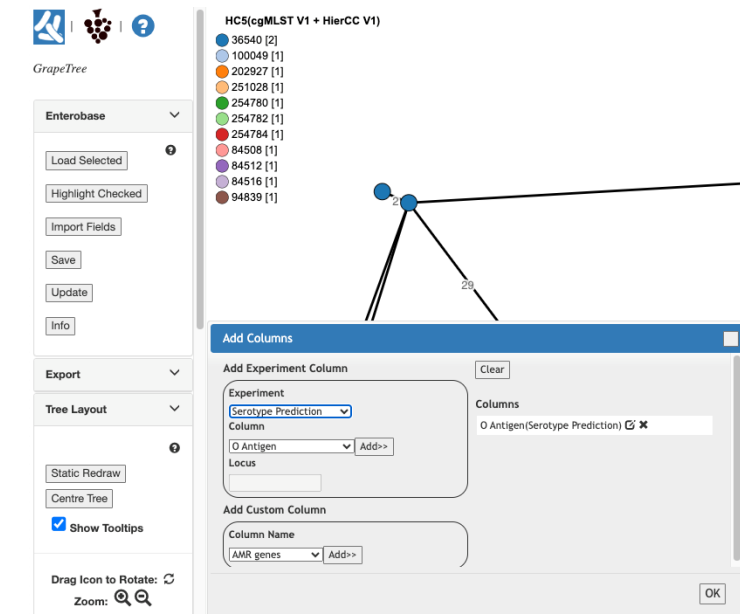 GrapeTree
Enterobase
Load Selected
Highlight Checked
Import Fields
Save
Update
Info
Export
Tree Layout
Static Redraw
Centre Tree
Show Tooltips
Drag Icon to Rotate:
Zoom:
HC5(cgMLST V1 + HierCC V1)
36540 [2]
100049 [1]
202927 [1]
251028 [1]
254780 [1]
254782 [1]
254784 [1]
84508 [1]
84512 [1]
84516 [1]
94839 [1]
2
29
Add Columns
Add Experiment Column
Experiment
Serotype Prediction
Column
O Antigen Add>>
Locus
Add Custom Column
Column Name
AMR genes Add>>
Clear
Columns
O Antigen(Serotype Prediction)
OK